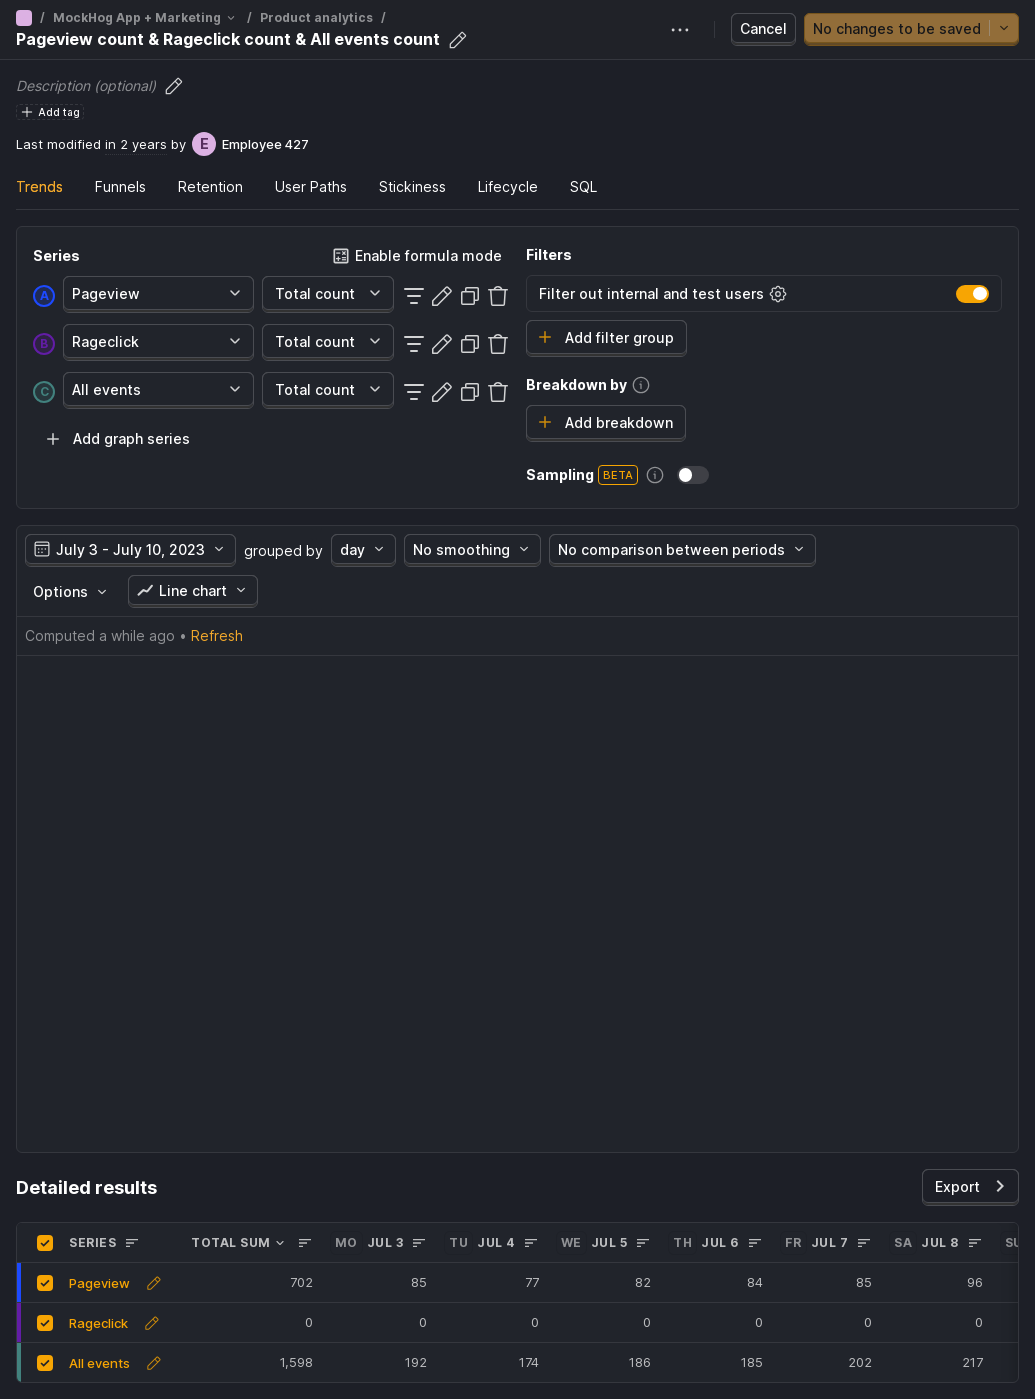 / MockHog App + Marketing / Product analytics /
Pageview count & Rageclick count & All events count
Cancel
No changes to be saved
Description (optional)
Add tag
Last modified in 2 years by E Employee 427
Trends Funnels Retention User Paths Stickiness Lifecycle SQL
Series Enable formula mode
A Pageview Total count
B Rageclick Total count
C All events Total count
Add graph series
Filters
Filter out internal and test users
Add filter group
Breakdown by
Add breakdown
Sampling BETA
July 3 - July 10, 2023 grouped by day No smoothing No comparison between periods
Options Line chart
Computed a while ago • Refresh
Detailed results Export
SERIES TOTAL SUM MO JUL 3 TU JUL 4 WE JUL 5 TH JUL 6 FR JUL 7 SA JUL 8 SU
Pageview 702 85 77 82 84 85 96
Rageclick 0 0 0 0 0 0 0
All events 1,598 192 174 186 185 202 217